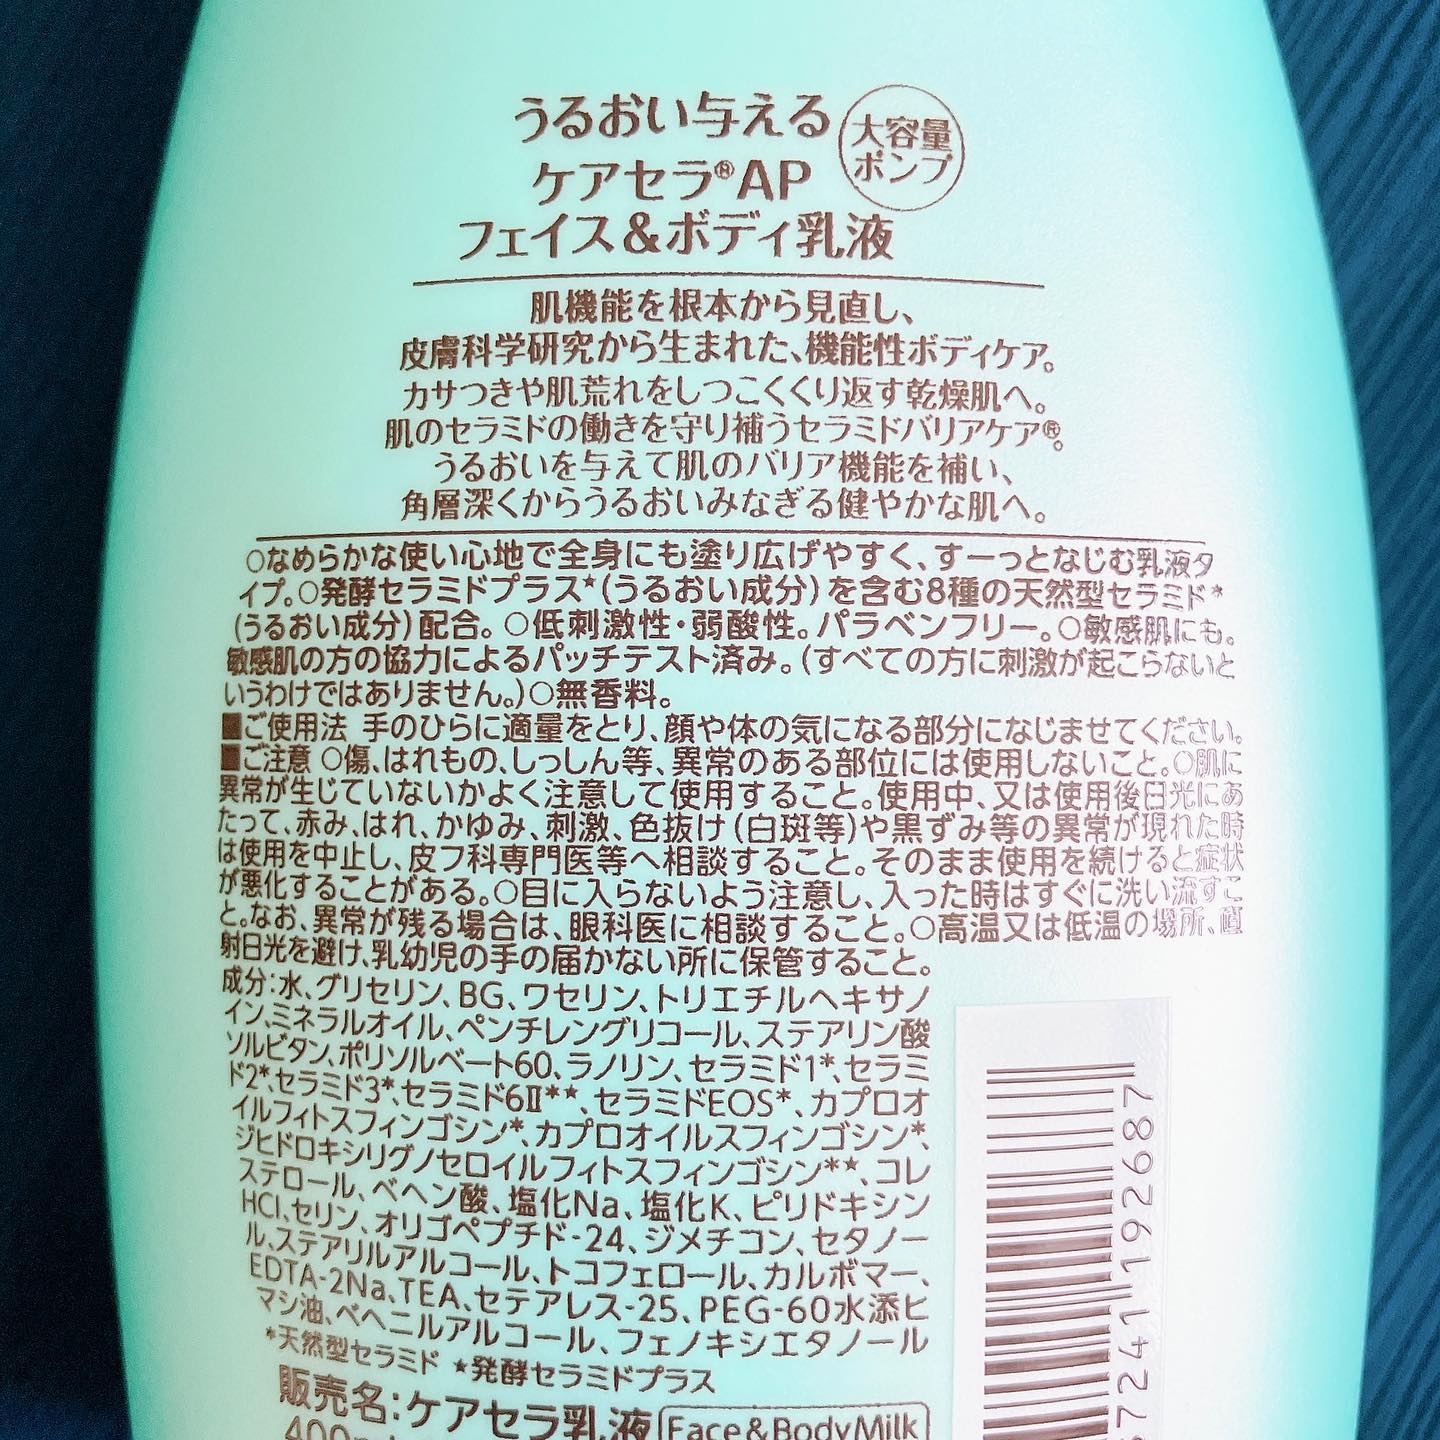 うるおい与える
大容量
ポンプ
ケアセラ®AP
フェイス&ボディ乳液
肌機能を根本から見直し、
皮膚科学研究から生まれた、機能性ボディケア。
カサつきや肌荒れをしつこくくり返す乾燥肌へ。
肌のセラミドの働きを守り補うセラミドバリアケア®。
うるおいを与えて肌のバリア機能を補い、
角層深くからうるおいみなぎる健やかな肌へ。
○なめらかな使い心地で全身にも塗り広げやすく、すーっとなじむ乳液タ
イプ。○発酵セラミドプラス★(うるおい成分)を含む8種の天然型セラミド*
(うるおい成分)配合。○低刺激性・弱酸性。パラベンフリー。○敏感肌にも。
敏感肌の方の協力によるパッチテスト済み。(すべての方に刺激が起こらないと
いうわけではありません。)○無香料。
■ご使用法 手のひらに適量をとり、顔や体の気になる部分になじませてください。
■ご注意 ○傷、はれもの、しっしん等、異常のある部位には使用しないこと。○肌に
異常が生じていないかよく注意して使用すること。使用中、又は使用後日光にあ
たって、赤み、はれ、かゆみ、刺激、色抜け(白斑等)や黒ずみ等の異常が現れた時
は使用を中止し、皮フ科専門医等へ相談すること。そのまま使用を続けると症状
が悪化することがある。○目に入らないよう注意し、入った時はすぐに洗い流すこ
と。なお、異常が残る場合は、眼科医に相談すること。○高温又は低温の場所、直
射日光を避け、乳幼児の手の届かない所に保管すること。
成分:水、グリセリン、BG、ワセリン、トリエチルヘキサノ
イン、ミネラルオイル、ペンチレングリコール、ステアリン酸
ソルビタン、ポリソルベート60、ラノリン、セラミド1*、セラミ
ド2*、セラミド3*、セラミド6Ⅱ*★、セラミドEOS*、カプロオ
イルフィトスフィンゴシン*、カプロオイルスフィンゴシン*、
ジヒドロキシリグノセロイルフィトスフィンゴシン*★、コレ
ステロール、ベヘン酸、塩化Na、塩化K、ピリドキシン
HCl、セリン、オリゴペプチド-24、ジメチコン、セタノー
ル、ステアリルアルコール、トコフェロール、カルボマー、
EDTA-2Na、TEA、セテアレス-25、PEG-60水添ヒ
マシ油、ベヘニルアルコール、フェノキシエタノール
*天然型セラミド ★発酵セラミドプラス
販売名:ケアセラ乳液 Face&BodyMilk
87241 192687